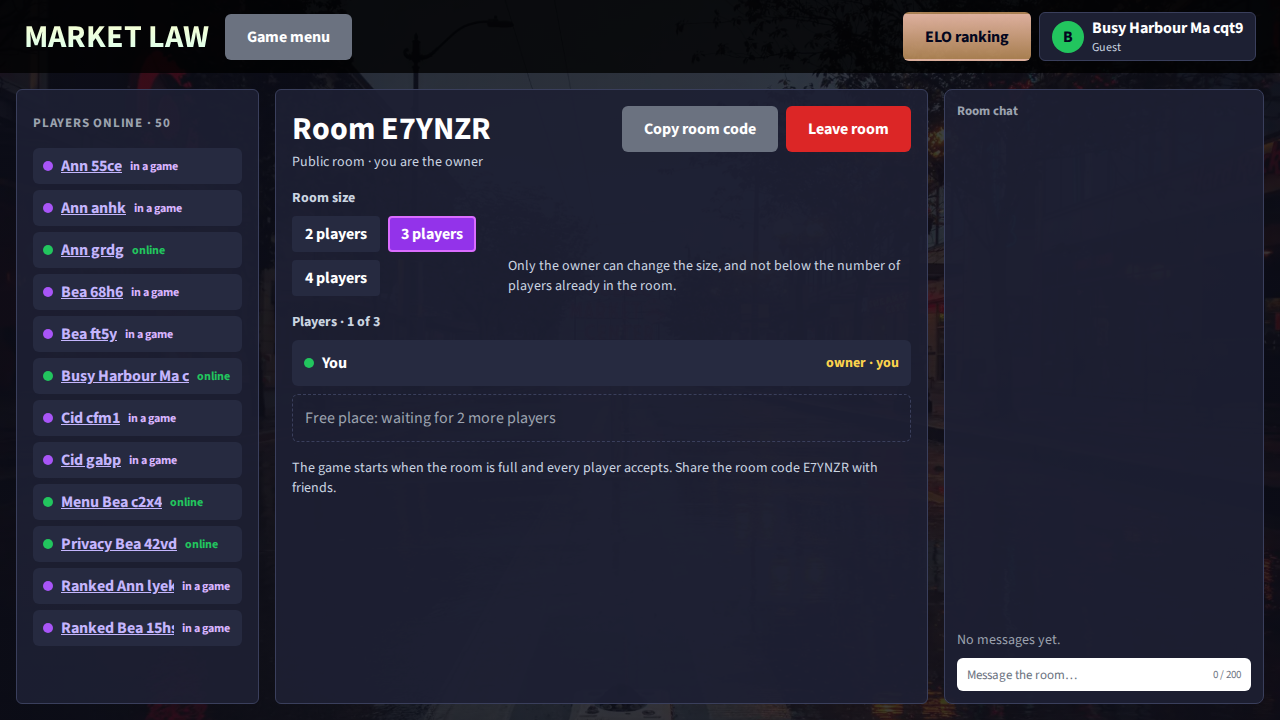 MARKET LAW
Game menu
ELO ranking
B
Busy Harbour Ma cqt9
Guest
PLAYERS ONLINE · 50
Ann 55ce in a game
Ann anhk in a game
Ann grdg online
Bea 68h6 in a game
Bea ft5y in a game
Busy Harbour Ma c online
Cid cfm1 in a game
Cid gabp in a game
Menu Bea c2x4 online
Privacy Bea 42vd online
Ranked Ann lyek in a game
Ranked Bea 15hs in a game
Room E7YNZR
Copy room code
Leave room
Public room · you are the owner
Room size
2 players
3 players
4 players
Only the owner can change the size, and not below the number of
players already in the room.
Players · 1 of 3
You
owner · you
Free place: waiting for 2 more players
The game starts when the room is full and every player accepts. Share the room code E7YNZR with
friends.
Room chat
No messages yet.
Message the room…
0 / 200